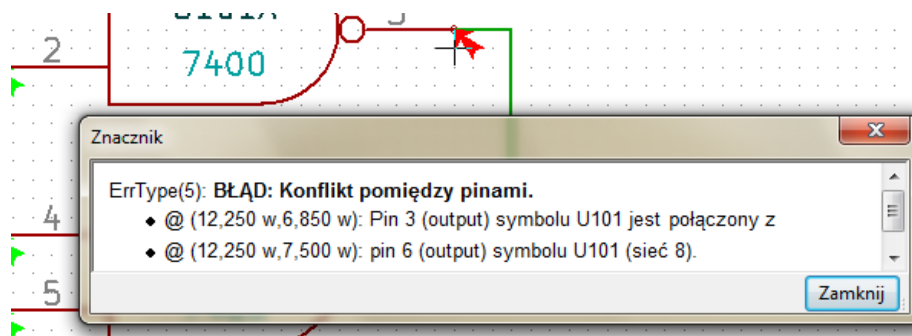 3
2
7400
Znacznik
ErrType(5): BŁĄD: Konflikt pomiędzy pinami.
@ (12,250 w,6,850 w): Pin 3 (output) symbolu U101 jest połączony z
4
@ (12,250 w,7,500 w): pin 6 (output) symbolu U101 (sieć 8).
5
Zamknij